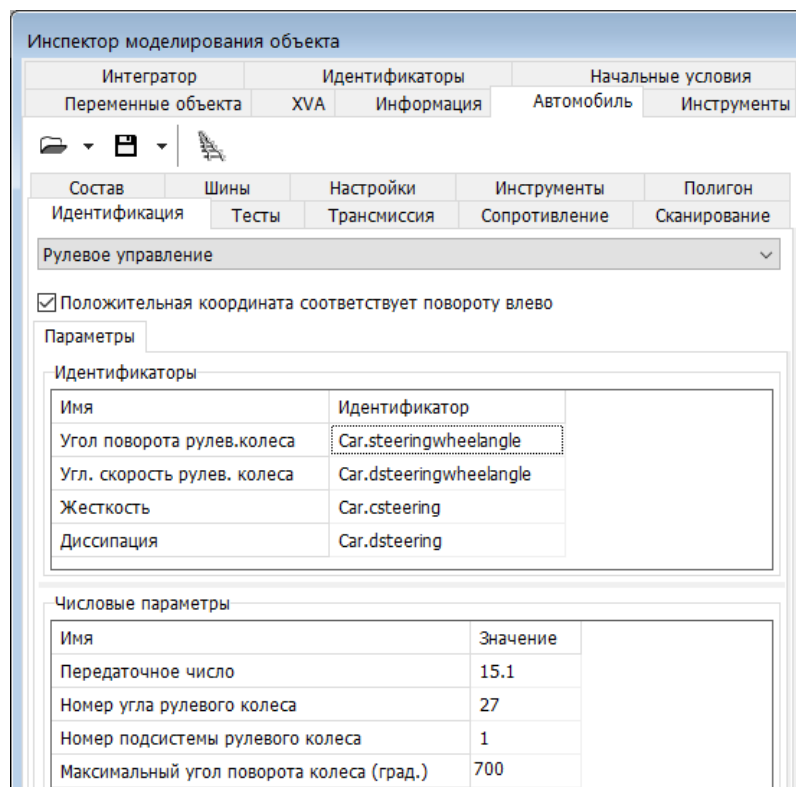 Инспектор моделирования объекта
Интегратор Идентификаторы Начальные условия
Переменные объекта XVA Информация Автомобиль Инструменты
Состав Шины Настройки Инструменты Полигон
Идентификация Тесты Трансмиссия Сопротивление Сканирование
Рулевое управление
Положительная координата соответствует повороту влево
Параметры
Идентификаторы
Имя Идентификатор
Угол поворота рулев.колеса Car.steeringwheelangle
Угл. скорость рулев. колеса Car.dsteeringwheelangle
Жесткость Car.csteering
Диссипация Car.dsteering
Числовые параметры
Имя Значение
Передаточное число 15.1
Номер угла рулевого колеса 27
Номер подсистемы рулевого колеса 1
Максимальный угол поворота колеса (град.) 700